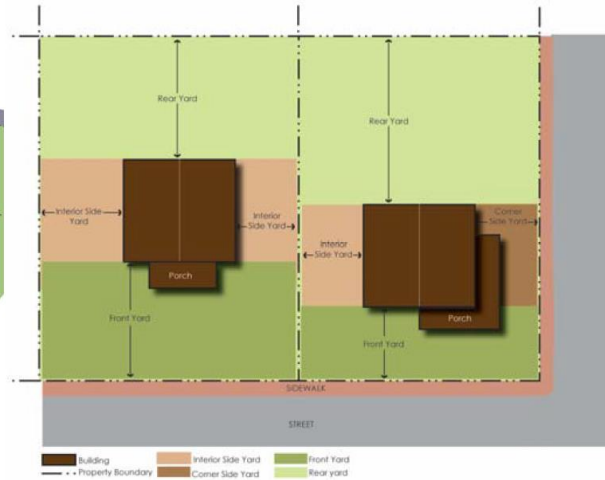 Rear Yard
Rear Yard
Interior Side
Yard
Interior
Side Yard
Corner
Side Yard
Interior
Side Yard
Porch
Front Yard
Porch
Front Yard
SIDEWALK
STREET
Building
Interior Side Yard
Front Yard
Property Boundary
Corner Side Yard
Rear yard